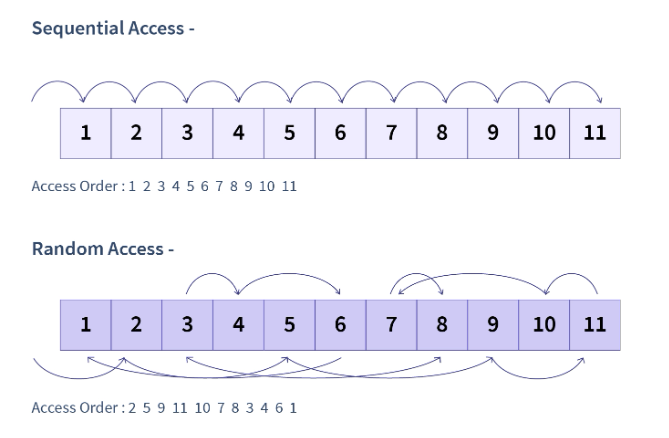 Sequential Access -
1 2 3 4 5 6 7 8 9 10 11
Access Order : 1 2 3 4 5 6 7 8 9 10 11
Random Access -
1 2 3 4 5 6 7 8 9 10 11
Access Order : 2 5 9 11 10 7 8 3 4 6 1